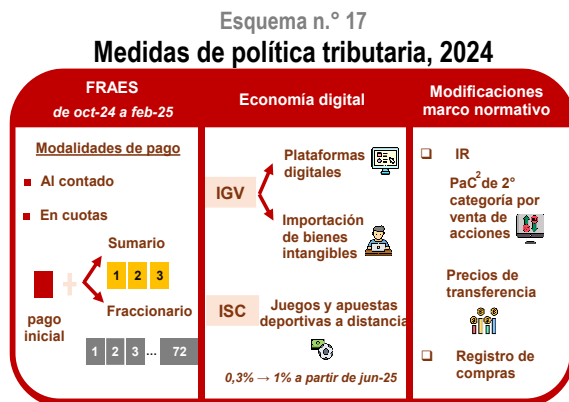 Esquema n.° 17
Medidas de política tributaria, 2024
FRAES
de oct-24 a feb-25
Modalidades de pago
Al contado
En cuotas
Sumario
1 2 3
Fraccionario
pago
inicial
1 2 3 ... 72
Economía digital
IGV
Plataformas
digitales
Importación
de bienes
intangibles
ISC
Juegos y apuestas
deportivas a distancia
0,3% → 1% a partir de jun-25
Modificaciones
marco normativo
IR
PaC² de 2°
categoría por
venta de
acciones
Precios de
transferencia
Registro de
compras